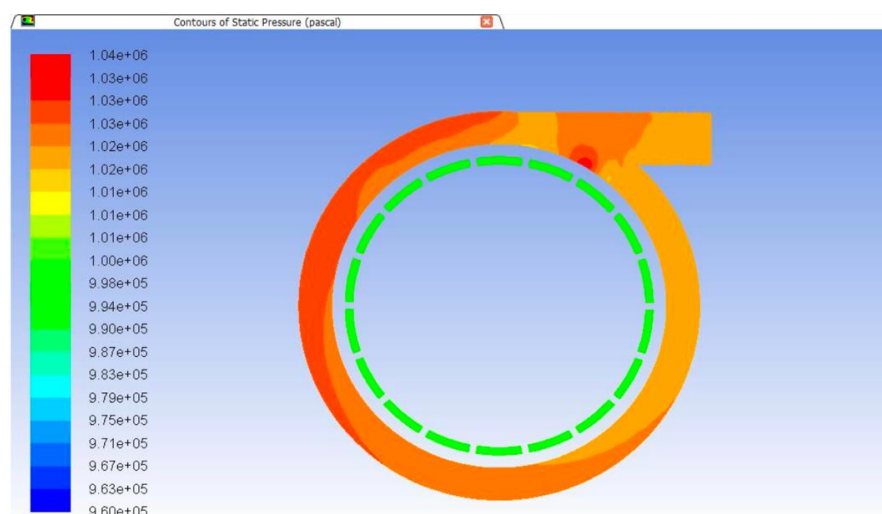 Contours of Static Pressure (pascal)
1.04e+06
1.03e+06
1.03e+06
1.02e+06
1.02e+06
1.01e+06
1.01e+06
1.01e+06
1.00e+06
9.98e+05
9.94e+05
9.90e+05
9.87e+05
9.83e+05
9.79e+05
9.75e+05
9.71e+05
9.67e+05
9.63e+05
9.60e+05